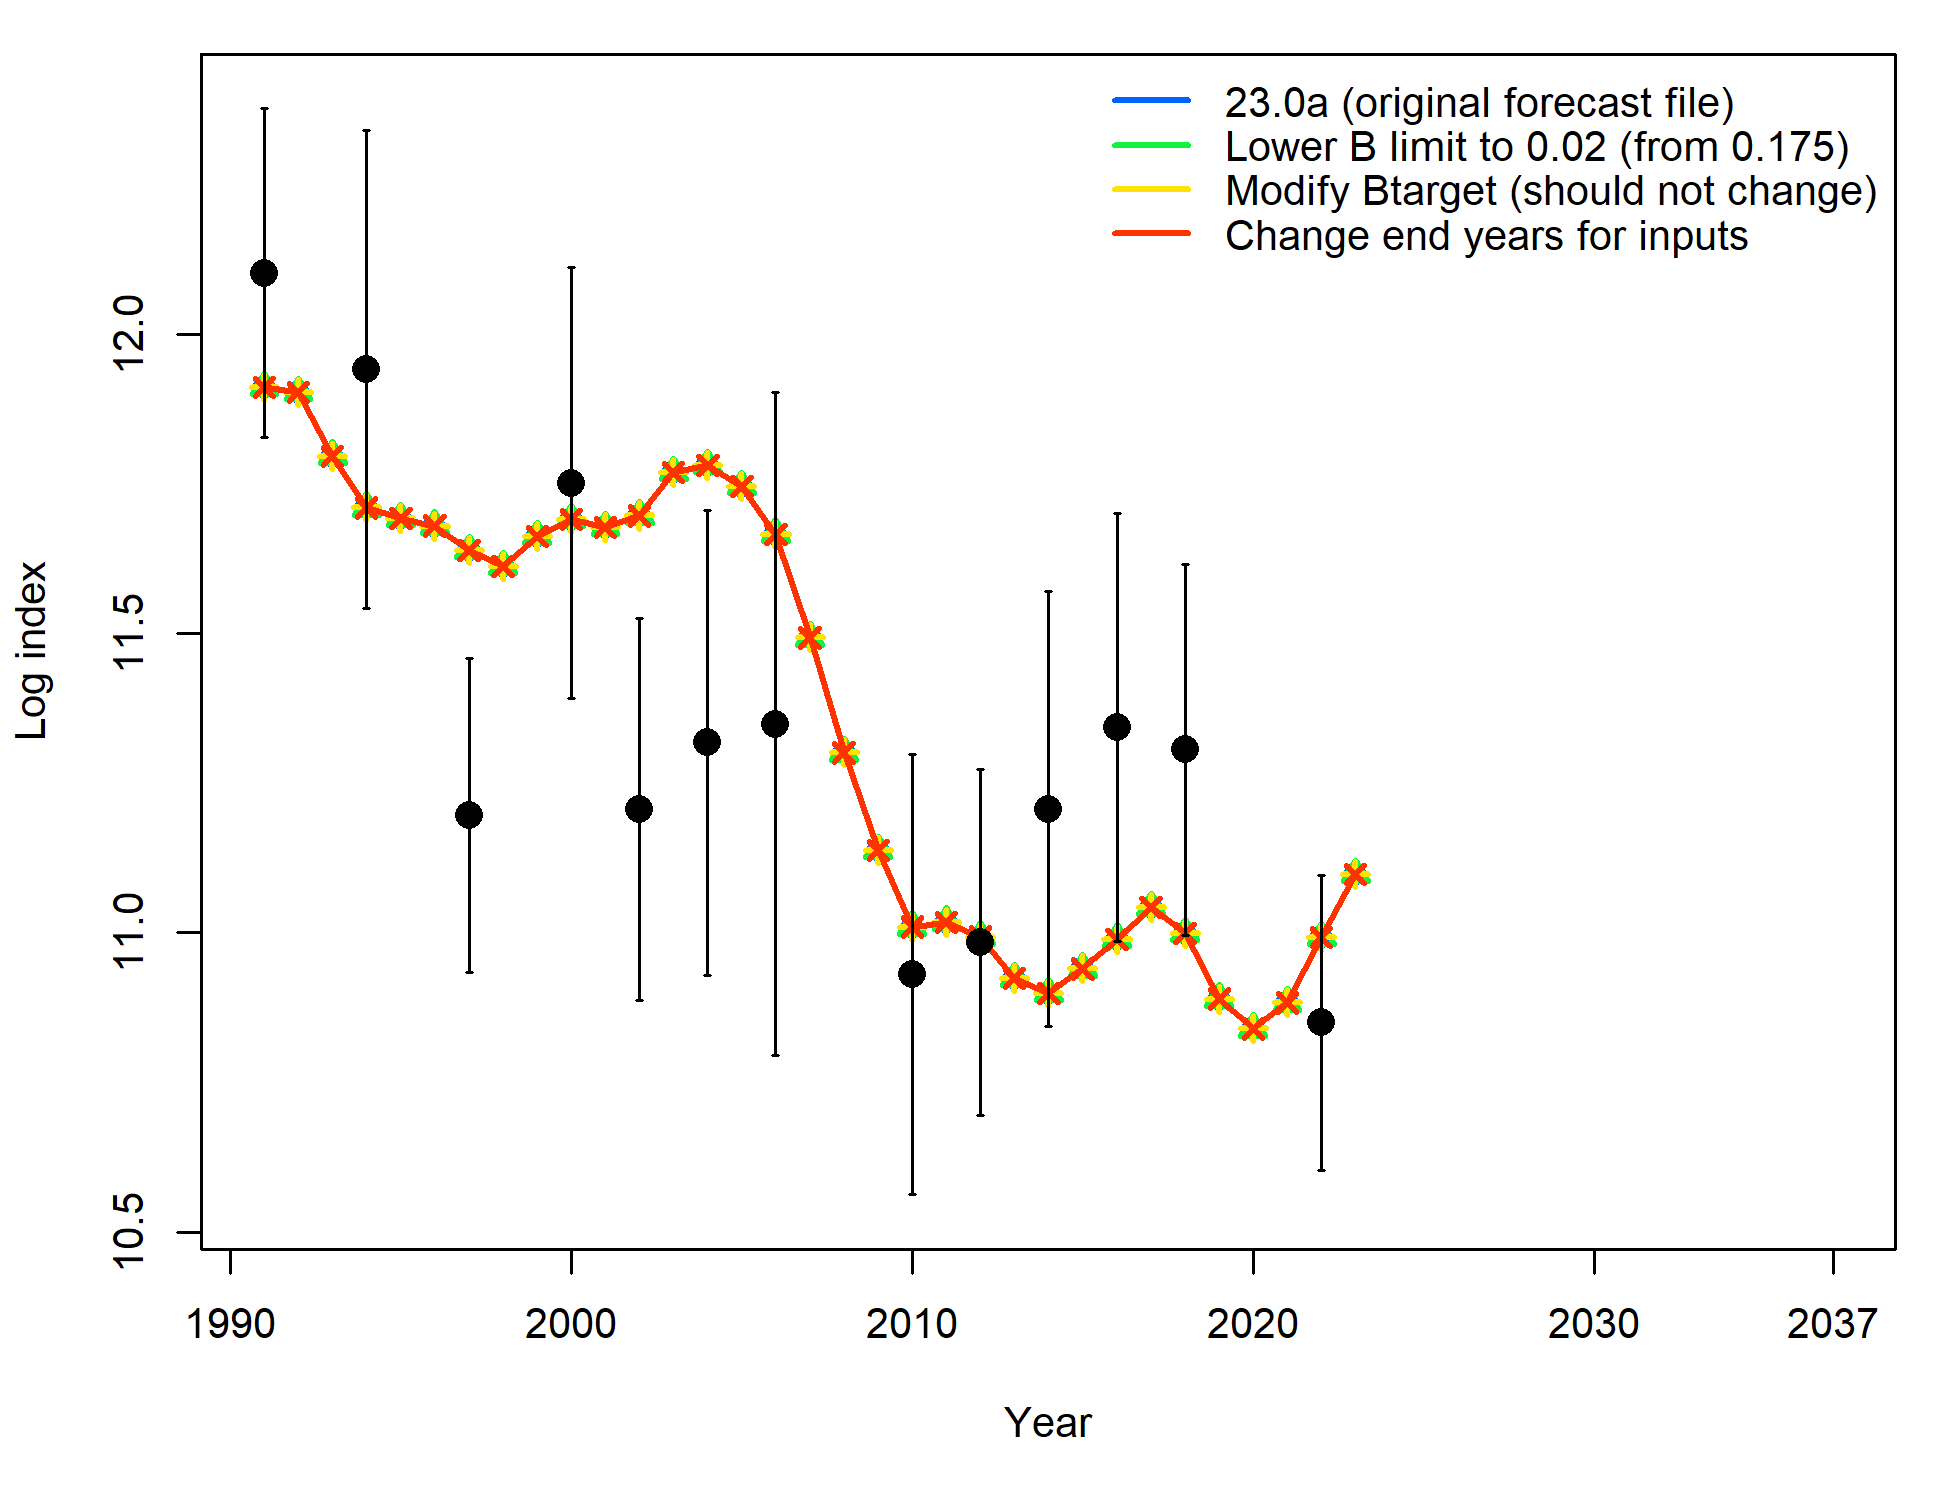 23.0a (original forecast file)
Lower B limit to 0.02 (from 0.175)
Modify Btarget (should not change)
Change end years for inputs
Log index
12.0
11.5
11.0
10.5
1990 2000 2010 2020 2030 2037
Year